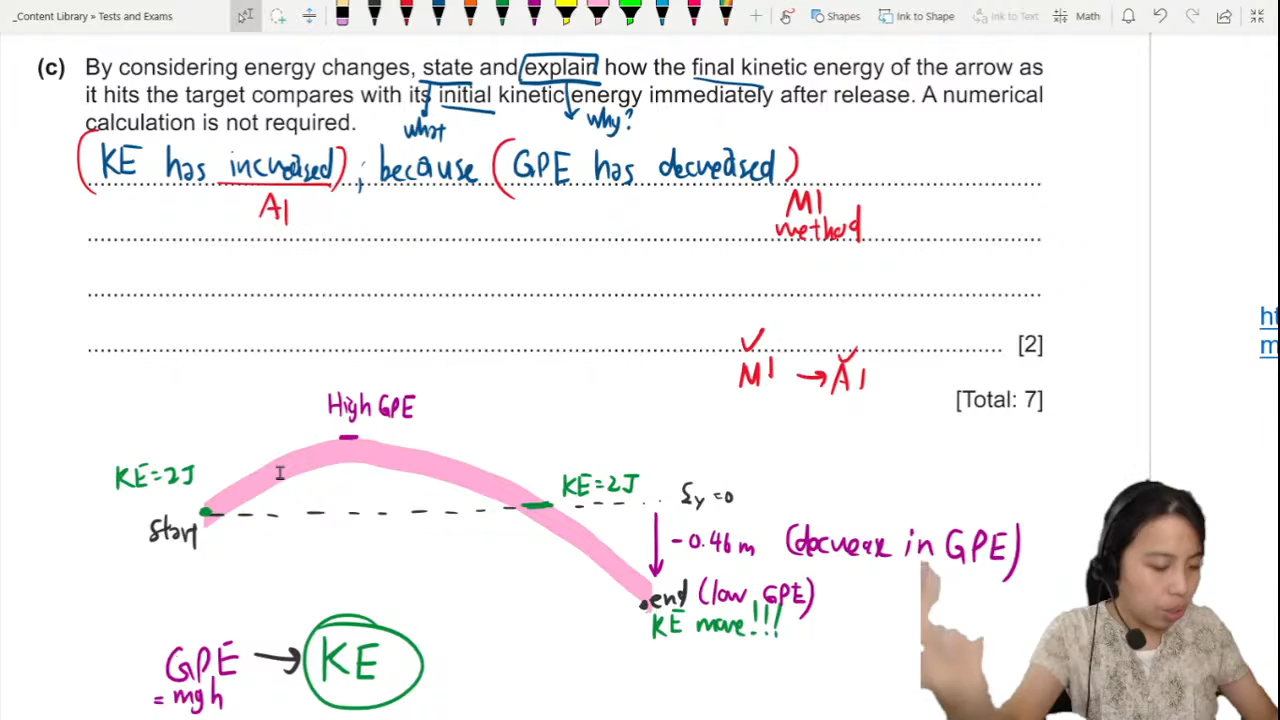 _Content Library » Tests and Exams
Shapes
Ink to Shape
Ink to Text
Math
(c) By considering energy changes, state and explain how the final kinetic energy of the arrow as
it hits the target compares with its initial kinetic energy immediately after release. A numerical
calculation is not required.
what
why?
(KE has increased); because (GPE has decreased)
A1
M1
method
[2]
M1 → A1
[Total: 7]
High GPE
KE=2J
KE=2J
Sy=0
Start
-0.46m (decrease in GPE)
end (low GPE)
KE more!!!
GPE → KE
= mgh
ht
m